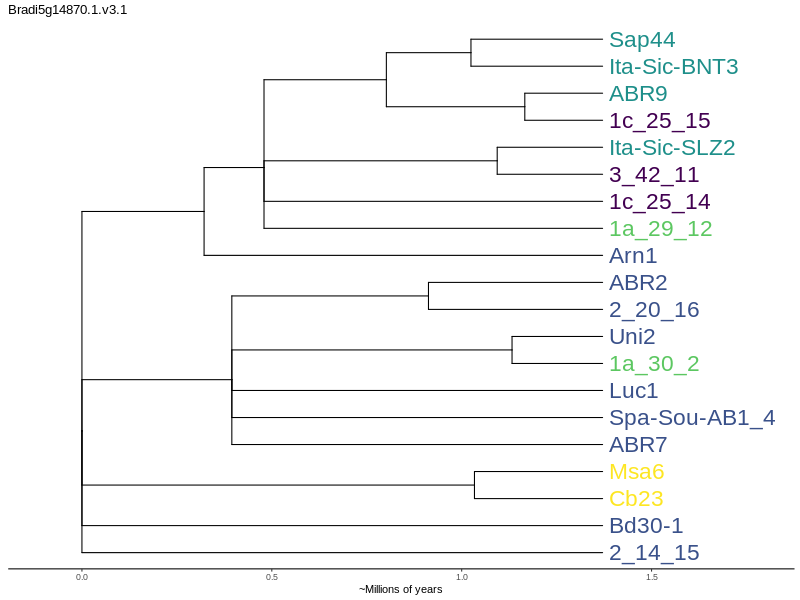 Bradi5g14870.1.v3.1
Sap44
Ita-Sic-BNT3
ABR9
1c_25_15
Ita-Sic-SLZ2
3_42_11
1c_25_14
1a_29_12
Arn1
ABR2
2_20_16
Uni2
1a_30_2
Luc1
Spa-Sou-AB1_4
ABR7
Msa6
Cb23
Bd30-1
2_14_15
0.0 0.5 1.0 1.5
~Millions of years